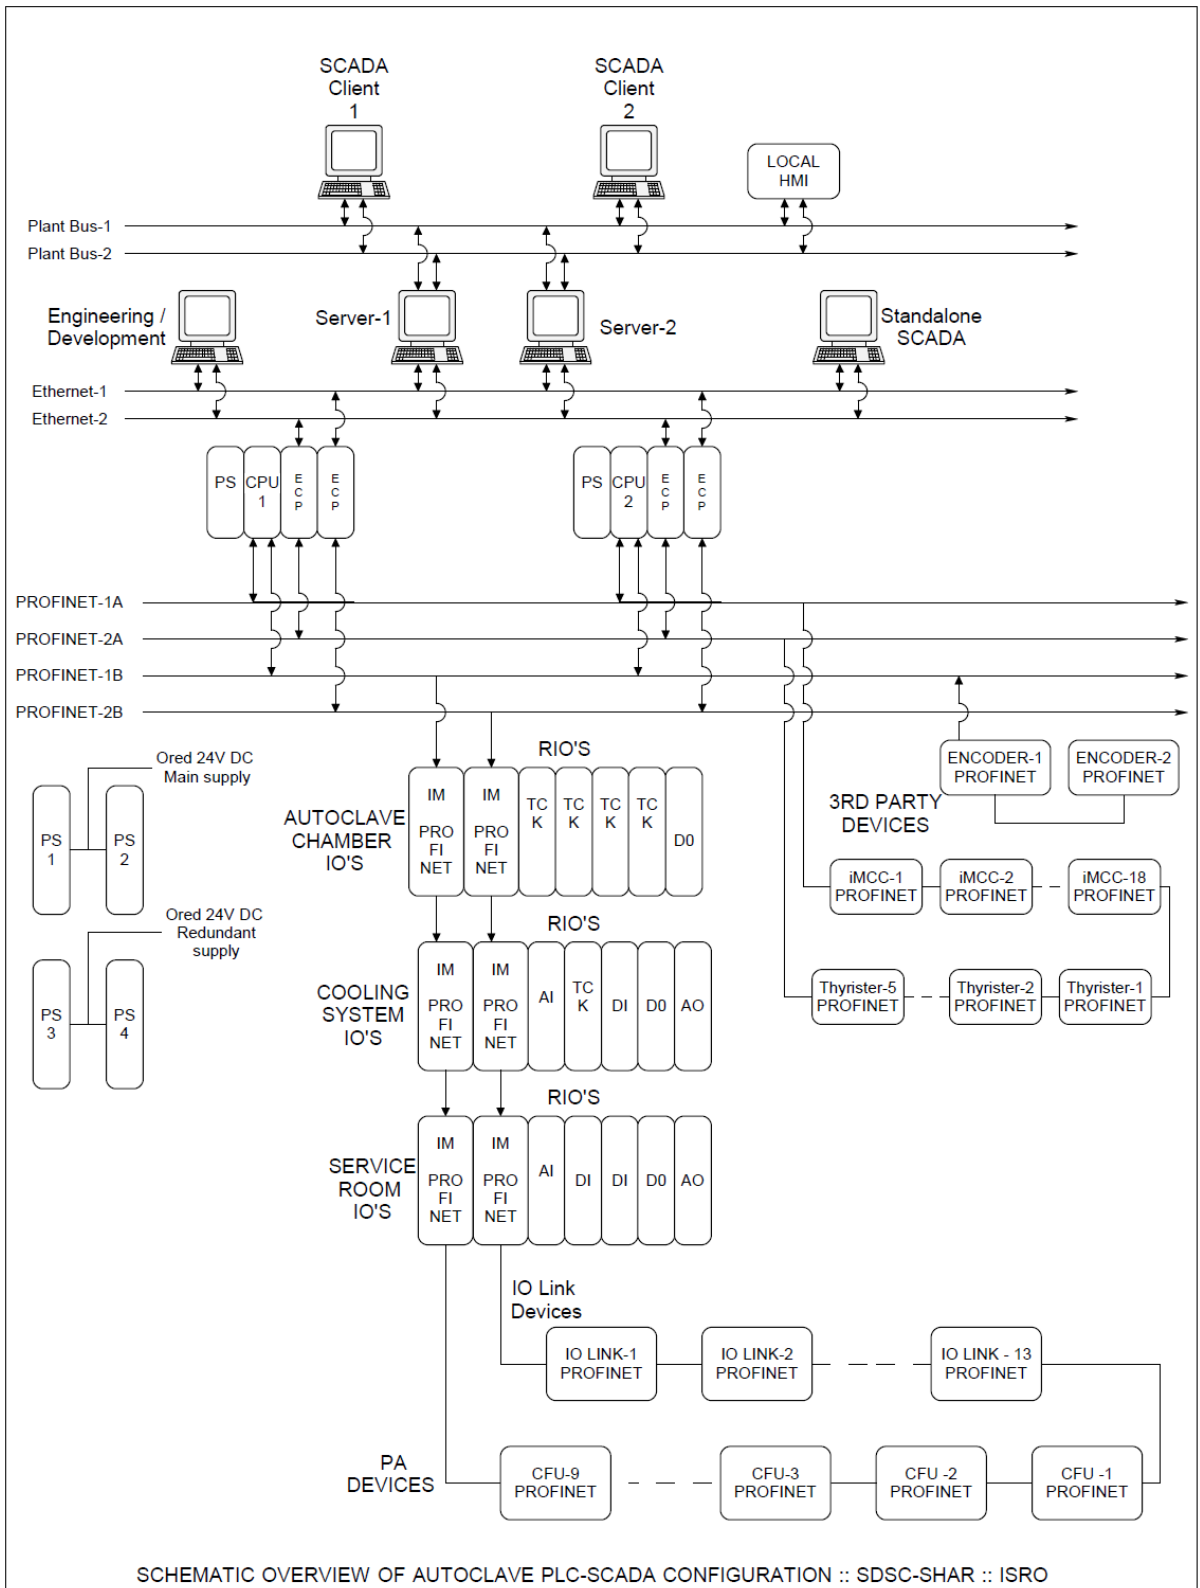 SCADA
Client
1
SCADA
Client
2
LOCAL
HMI
Plant Bus-1
Plant Bus-2
Engineering /
Development
Server-1
Server-2
Standalone
SCADA
Ethernet-1
Ethernet-2
PS
CPU
1
E
C
P
E
C
P
PS
CPU
2
E
C
P
E
C
P
PROFINET-1A
PROFINET-2A
PROFINET-1B
PROFINET-2B
Ored 24V DC
Main supply
PS
1
PS
2
Ored 24V DC
Redundant
supply
PS
3
PS
4
RIO'S
AUTOCLAVE
CHAMBER
IO'S
IM
PRO
FI
NET
IM
PRO
FI
NET
TC
K
TC
K
TC
K
TC
K
D0
ENCODER-1
PROFINET
ENCODER-2
PROFINET
3RD PARTY
DEVICES
iMCC-1
PROFINET
iMCC-2
PROFINET
iMCC-18
PROFINET
Thyrister-5
PROFINET
Thyrister-2
PROFINET
Thyrister-1
PROFINET
RIO'S
COOLING
SYSTEM
IO'S
IM
PRO
FI
NET
IM
PRO
FI
NET
AI
TC
K
DI
D0
AO
RIO'S
SERVICE
ROOM
IO'S
IM
PRO
FI
NET
IM
PRO
FI
NET
AI
DI
DI
D0
AO
IO Link
Devices
IO LINK-1
PROFINET
IO LINK-2
PROFINET
IO LINK - 13
PROFINET
PA
DEVICES
CFU-9
PROFINET
CFU-3
PROFINET
CFU -2
PROFINET
CFU -1
PROFINET
SCHEMATIC OVERVIEW OF AUTOCLAVE PLC-SCADA CONFIGURATION :: SDSC-SHAR :: ISRO